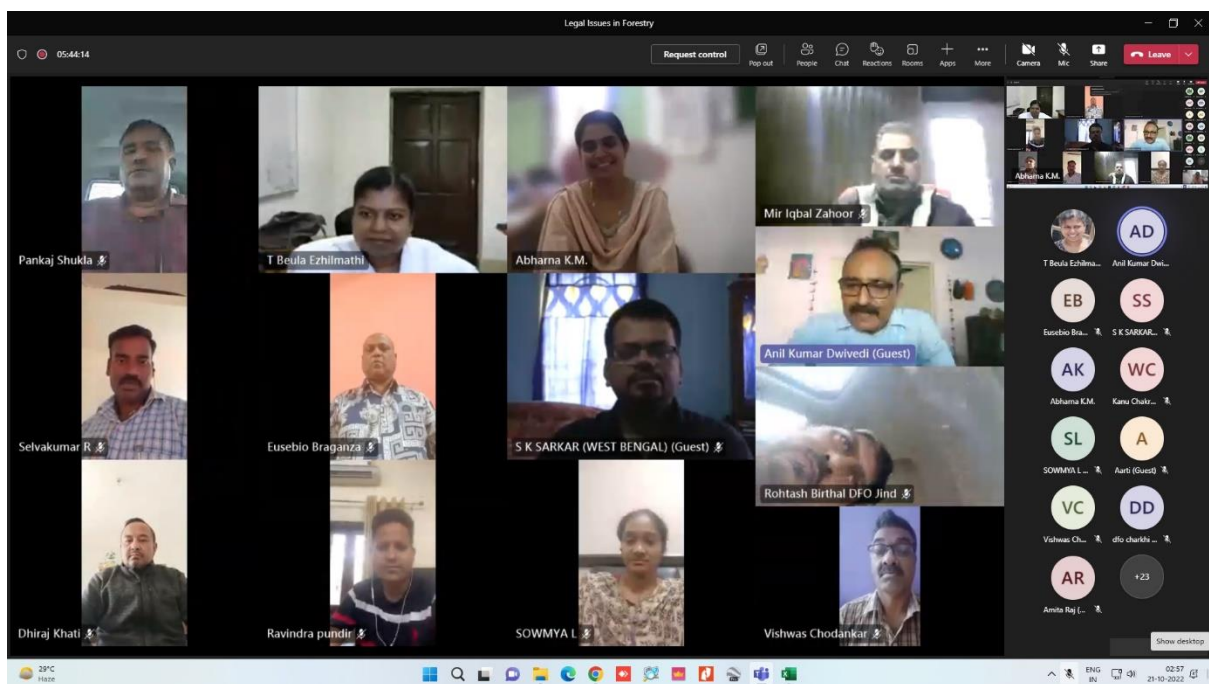 Legal Issues in Forestry
05:44:14
Request control
Pop out
People
Chat
Reactions
Rooms
Apps
More
Camera
Mic
Share
Leave
Pankaj Shukla
T Beula Ezhilmathi
Abharna K.M.
Mir Iqbal Zahoor
Anil Kumar Dwivedi (Guest)
Selvakumar R
Eusebio Braganza
S K SARKAR (WEST BENGAL) (Guest)
Rohtash Birthal DFO Jind
Dhiraj Khati
Ravindra pundir
SOWMYA L
Vishwas Chodankar
Abharna K.M.
AD
T Beula Ezhilma...
Anil Kumar Dwi...
EB
SS
Eusebio Bra...
S K SARKAR...
AK
WC
Abharna K.M.
Kanu Chakr...
SL
A
SOWMYA L ...
Aarti (Guest)
VC
DD
Vishwas Ch...
dfo charkhi ...
AR
+23
Amita Raj (...
Show desktop
29°C
Haze
ENG
IN
02:57
21-10-2022